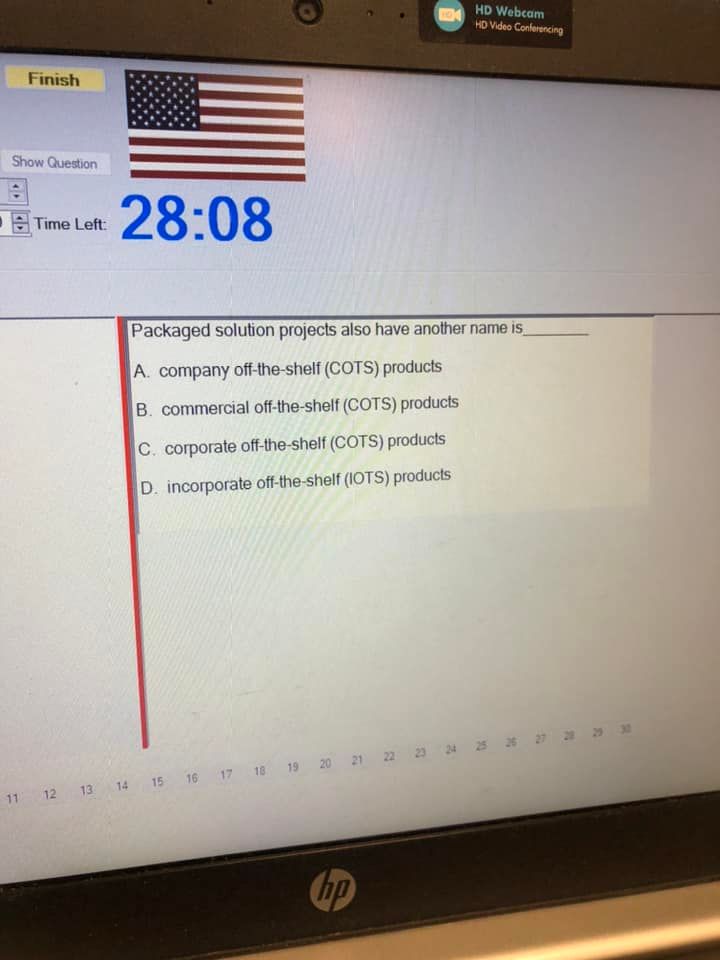 HD Webcam
HD Video Conferencing
Finish
Show Question
Time Left: 28:08
Packaged solution projects also have another name is______
A. company off-the-shelf (COTS) products
B. commercial off-the-shelf (COTS) products
C. corporate off-the-shelf (COTS) products
D. incorporate off-the-shelf (IOTS) products
11 12 13 14 15 16 17 18 19 20 21 22 23 24 25 26 27 28 29 30
hp